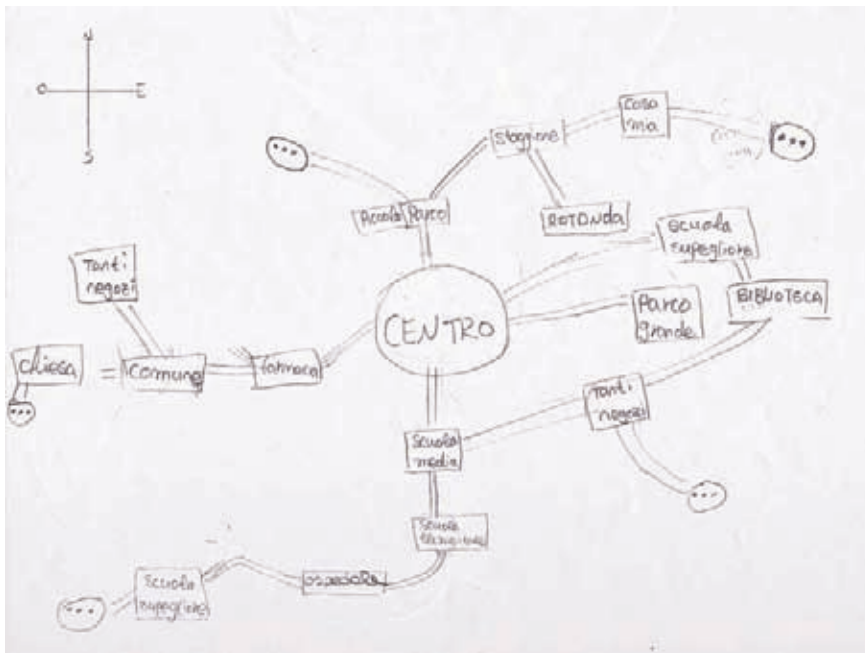 N
O
E
S
...
Piccolo Parco
Stazione
Casa
mia
...
ROTONDA
Scuola
superiore
BIBLIOTECA
Parco
grande
CENTRO
Tanti
negozi
chiesa
...
Comune
farmacia
Scuola
media
Tanti
negozi
...
Scuola
ospedale
Scuola
superiore
...